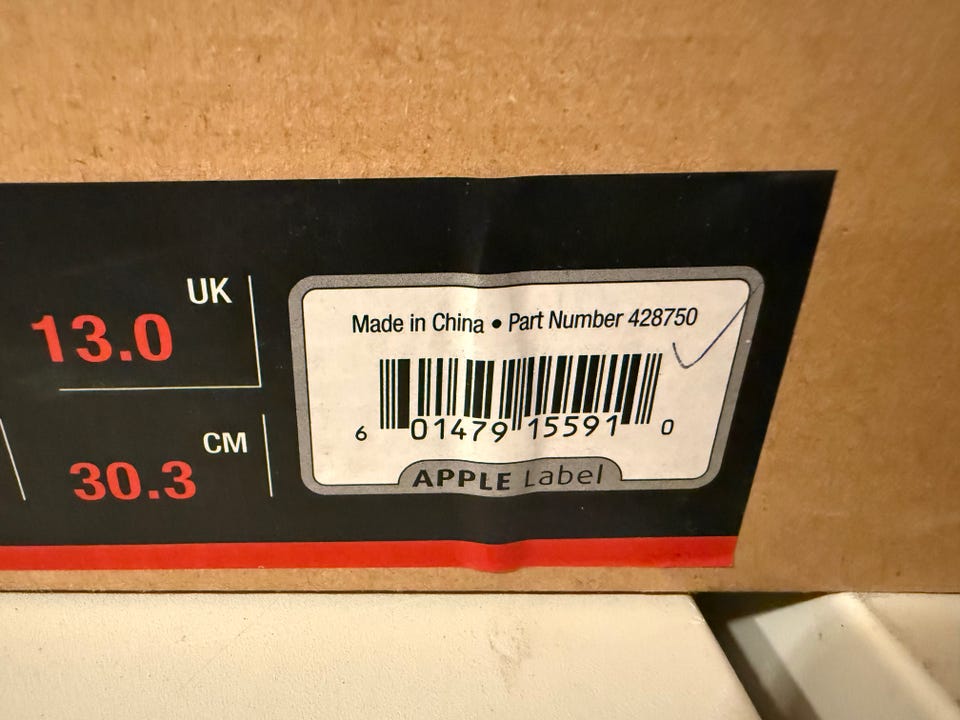 UK
13.0
CM
30.3
Made in China • Part Number 428750
6 01479 15591 0
APPLE Label